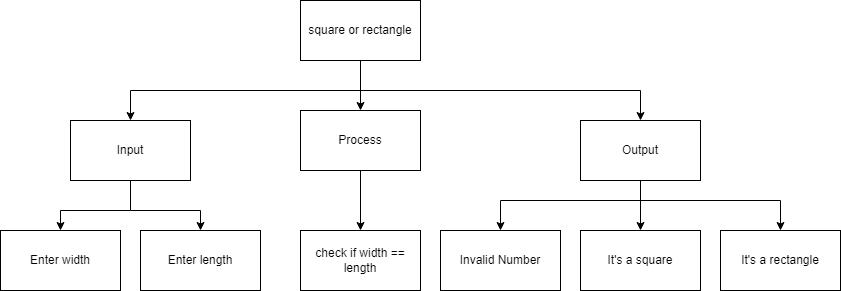 square or rectangle
Input
Process
Output
Enter width
Enter length
check if width ==
length
Invalid Number
It's a square
It's a rectangle